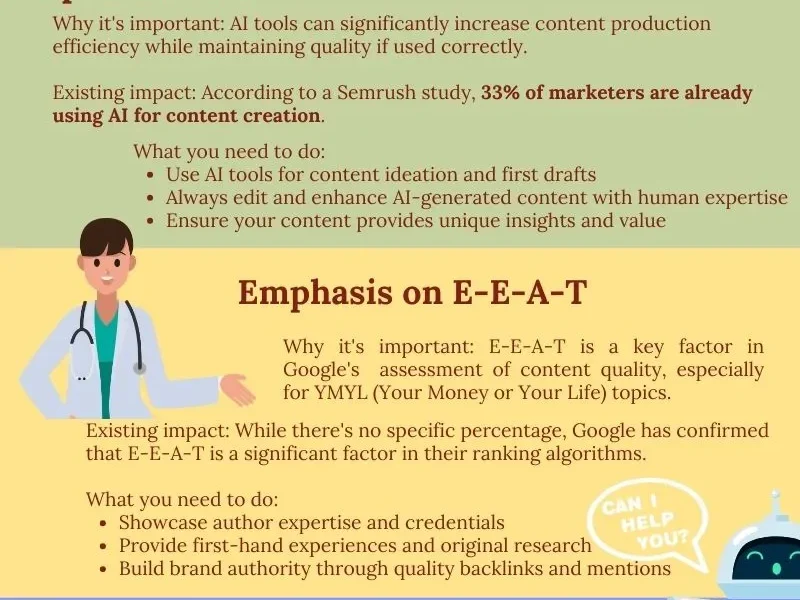 Why it's important: AI tools can significantly increase content production
efficiency while maintaining quality if used correctly.
Existing impact: According to a Semrush study, 33% of marketers are already
using AI for content creation.
What you need to do:
• Use AI tools for content ideation and first drafts
• Always edit and enhance AI-generated content with human expertise
• Ensure your content provides unique insights and value
Emphasis on E-E-A-T
Why it's important: E-E-A-T is a key factor in
Google's assessment of content quality, especially
for YMYL (Your Money or Your Life) topics.
Existing impact: While there's no specific percentage, Google has confirmed
that E-E-A-T is a significant factor in their ranking algorithms.
What you need to do:
• Showcase author expertise and credentials
• Provide first-hand experiences and original research
• Build brand authority through quality backlinks and mentions
CAN I
HELP
YOU?